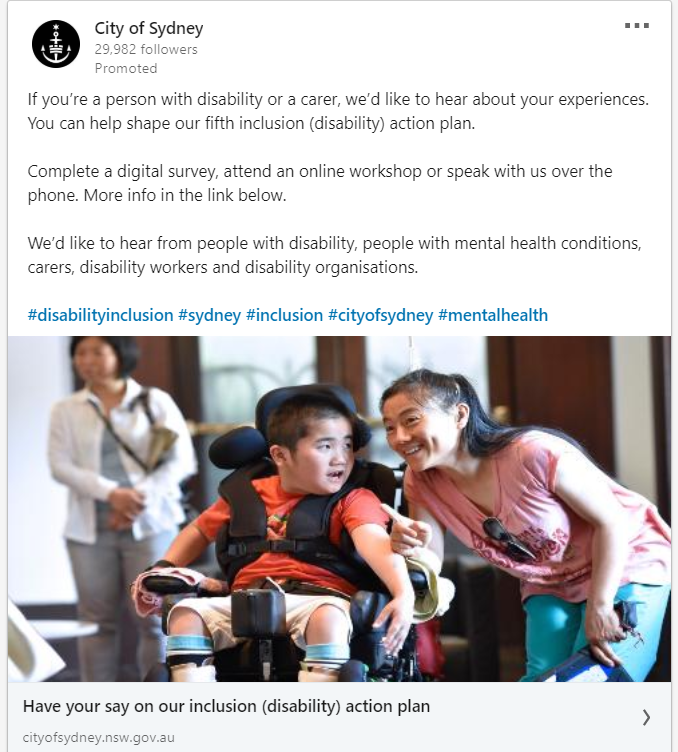 City of Sydney
29,982 followers
Promoted
If you’re a person with disability or a carer, we’d like to hear about your experiences.
You can help shape our fifth inclusion (disability) action plan.
Complete a digital survey, attend an online workshop or speak with us over the
phone. More info in the link below.
We’d like to hear from people with disability, people with mental health conditions,
carers, disability workers and disability organisations.
#disabilityinclusion #sydney #inclusion #cityofsydney #mentalhealth
Have your say on our inclusion (disability) action plan
cityofsydney.nsw.gov.au